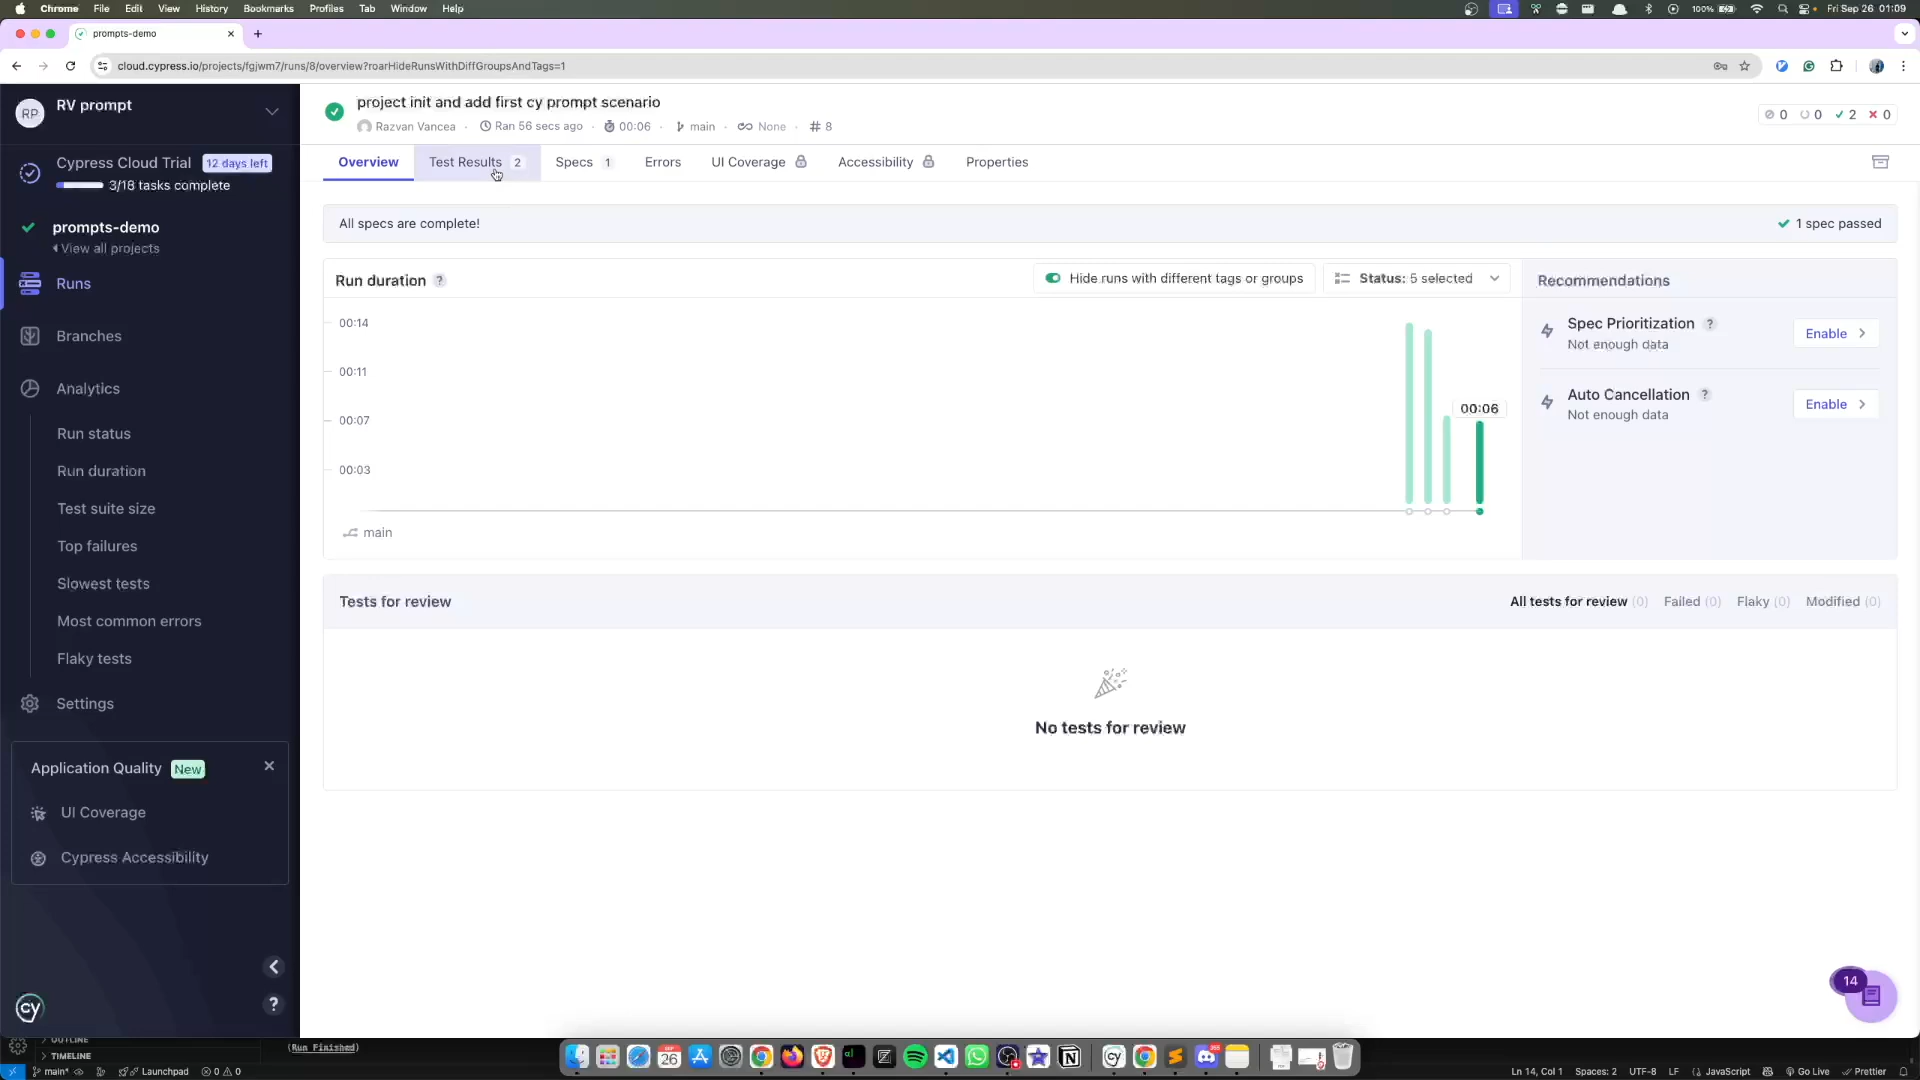 Chrome File Edit View History Bookmarks Profiles Tab Window Help 100% Fri Sep 26 01:09
prompts-demo
cloud.cypress.io/projects/fgjwm7/runs/8/overview?roarHideRunsWithDiffGroupsAndTags=1
RP RV prompt
Cypress Cloud Trial 12 days left
3/18 tasks complete
prompts-demo
View all projects
Runs
Branches
Analytics
Run status
Run duration
Test suite size
Top failures
Slowest tests
Most common errors
Flaky tests
Settings
Application Quality New
UI Coverage
Cypress Accessibility
cy
?
project init and add first cy prompt scenario
Razvan Vancea Ran 56 secs ago 00:06 main None # 8
0 0 2 0
Overview Test Results 2 Specs 1 Errors UI Coverage Accessibility Properties
All specs are complete! 1 spec passed
Run duration ? Hide runs with different tags or groups Status: 5 selected
00:14
00:11
00:07
00:03
00:06
main
Recommendations
Spec Prioritization ?
Not enough data
Enable
Auto Cancellation ?
Not enough data
Enable
Tests for review All tests for review (0) Failed (0) Flaky (0) Modified (0)
No tests for review
14
OUTLINE
TIMELINE
(Run Finished)
SEP
26
main* Launchpad 0 0 Ln 14, Col 1 Spaces: 2 UTF-8 LF JavaScript Go Live Prettier